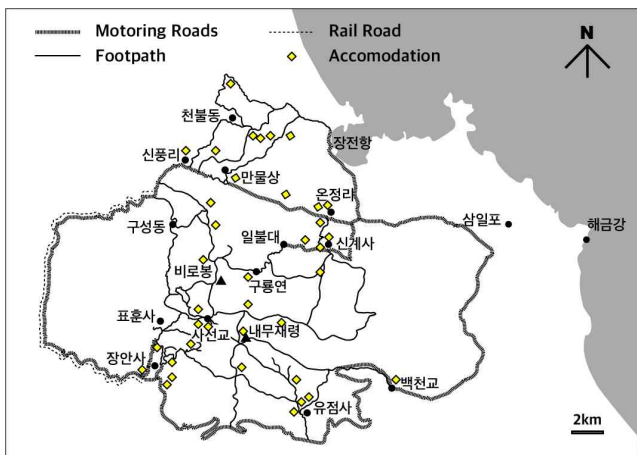 Motoring Roads
Rail Road
Footpath
Accomodation
N
천불동
장전항
신풍리
만물상
온정리
구성동
일불대
신계사
삼일포
해금강
비로봉
구룡연
표훈사
사선교
내무재령
장안사
백천교
유점사
2km